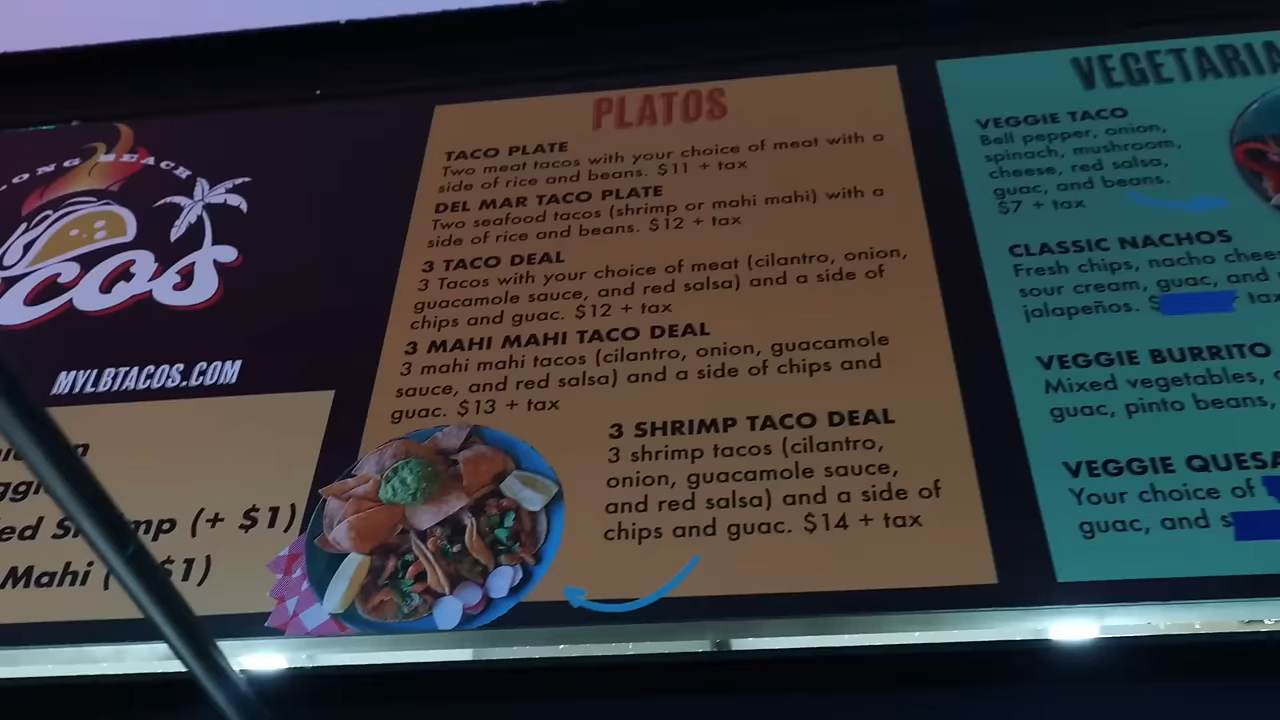 LONG BEACH
MYLBTACOS.COM
(+ $1)
Mahi
PLATOS
TACO PLATE
Two meat tacos with your choice of meat with a
side of rice and beans. $11 + tax
DEL MAR TACO PLATE
Two seafood tacos (shrimp or mahi mahi) with a
side of rice and beans. $12 + tax
3 TACO DEAL
3 Tacos with your choice of meat (cilantro, onion,
guacamole sauce, and red salsa) and a side of
chips and guac. $12 + tax
3 MAHI MAHI TACO DEAL
3 mahi mahi tacos (cilantro, onion, guacamole
sauce, and red salsa) and a side of chips and
guac. $13 + tax
3 SHRIMP TACO DEAL
3 shrimp tacos (cilantro,
onion, guacamole sauce,
and red salsa) and a side of
chips and guac. $14 + tax
VEGGIE TACO
Bell pepper, onion,
spinach, mushroom,
cheese, red salsa,
guac, and beans.
$7 + tax
CLASSIC NACHOS
Fresh chips, nacho
sour cream, guac, and
jalapeños. $ tax
VEGGIE BURRITO
Mixed vegetables,
guac, pinto beans,
VEGGIE
Your choice of
guac, and